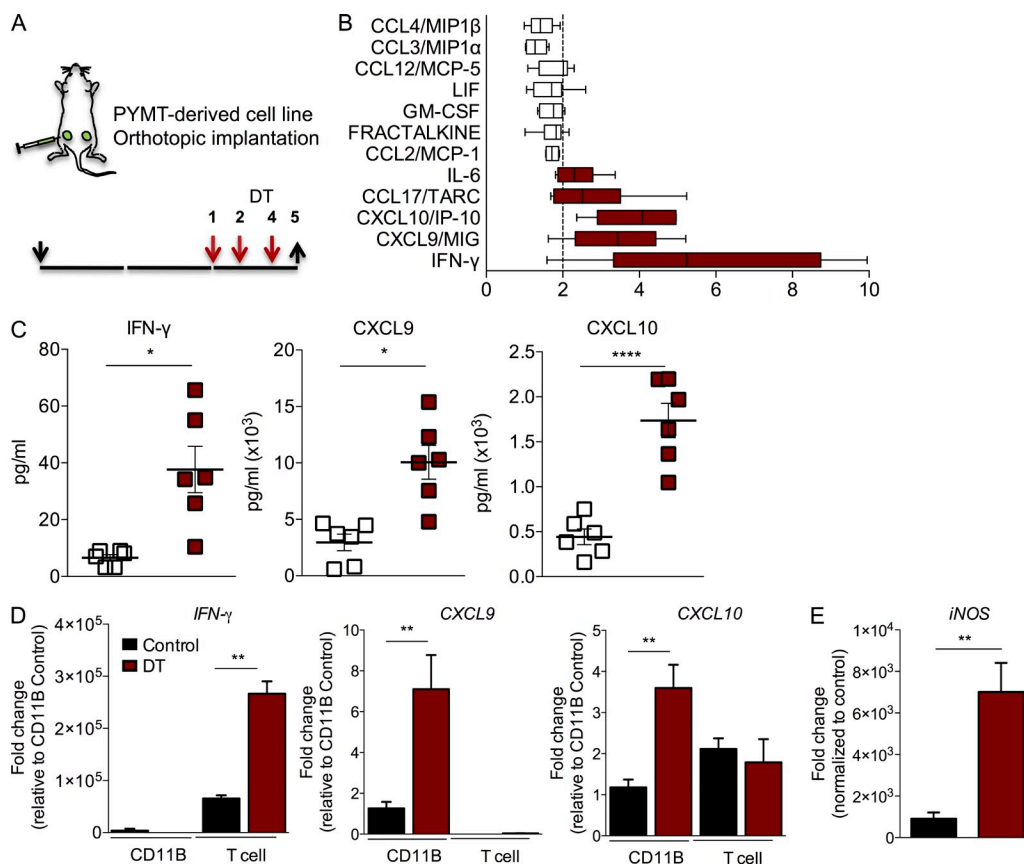 A
PYMT-derived cell line
Orthotopic implantation
DT
1 2 4 5
B
CCL4/MIP1β
CCL3/MIP1α
CCL12/MCP-5
LIF
GM-CSF
FRACTALKINE
CCL2/MCP-1
IL-6
CCL17/TARC
CXCL10/IP-10
CXCL9/MIG
IFN-γ
0 2 4 6 8 10
C
IFN-γ
*
80
60
40
20
0
pg/ml
CXCL9
*
20
15
10
5
0
pg/ml (x10³)
CXCL10
****
2.5
2.0
1.5
1.0
0.5
0.0
pg/ml (x10³)
D
IFN-γ
Control
DT
**
4×10⁵
3×10⁵
2×10⁵
1×10⁵
0
Fold change
(relative to CD11B Control)
CD11B T cell
CXCL9
**
10
8
6
4
2
0
Fold change
(relative to CD11B Control)
CD11B T cell
CXCL10
**
5
4
3
2
1
0
Fold change
(relative to CD11B Control)
CD11B T cell
E
iNOS
**
1×10⁴
8×10³
6×10³
4×10³
2×10³
0
Fold change
(normalized to control)